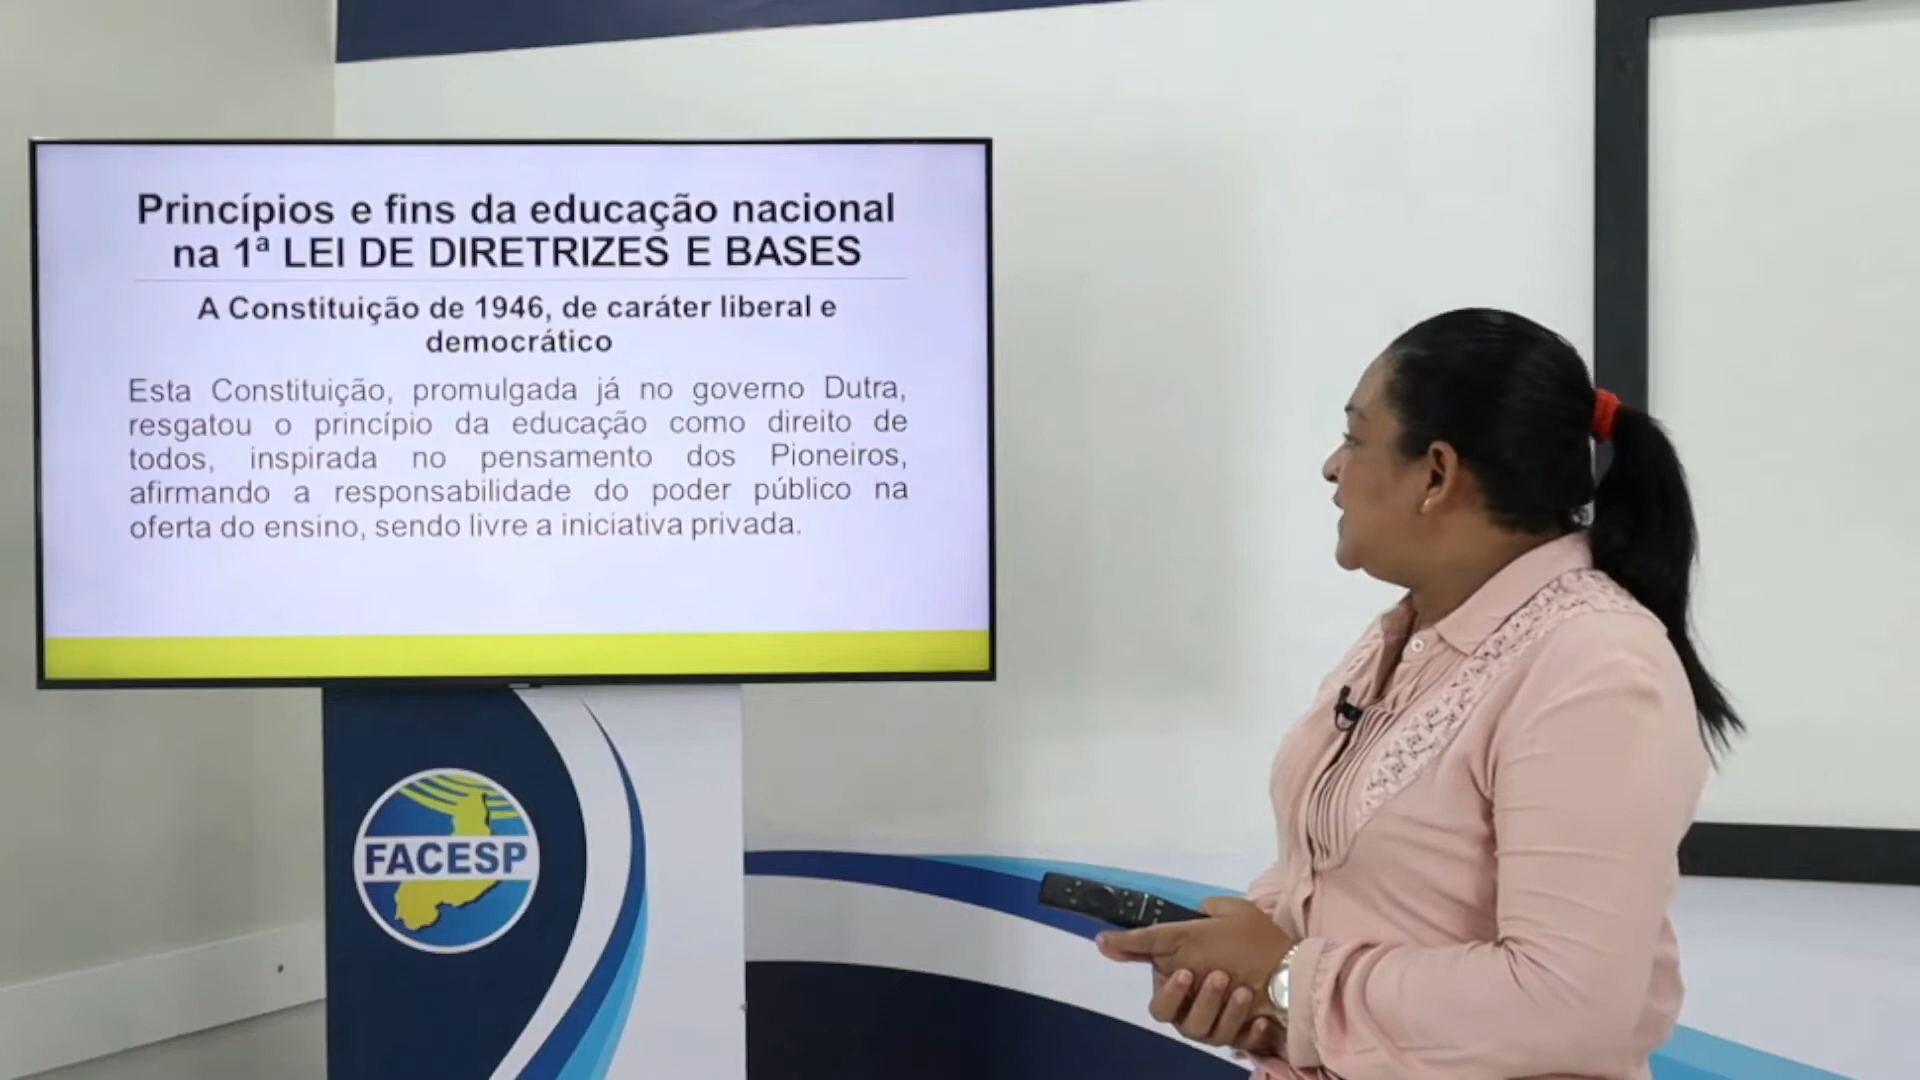 Princípios e fins da educação nacional
na 1ª LEI DE DIRETRIZES E BASES
A Constituição de 1946, de caráter liberal e
democrático
Esta Constituição, promulgada já no governo Dutra,
resgatou o princípio da educação como direito de
todos, inspirada no pensamento dos Pioneiros,
afirmando a responsabilidade do poder público na
oferta do ensino, sendo livre a iniciativa privada.
FACESP